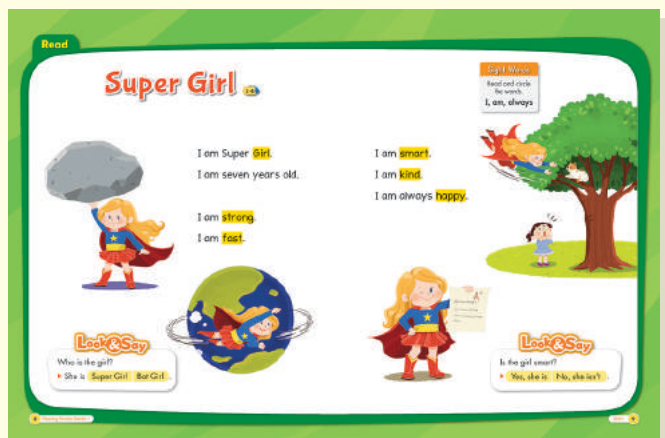 Read
Super Girl
Sight Words
Read and circle
the words.
I, am, always
I am Super Girl.
I am seven years old.
I am strong.
I am fast.
I am smart.
I am kind.
I am always happy.
A+
Look&Say
Who is the girl?
She is Super Girl Bat Girl .
Look&Say
Is the girl smart?
Yes, she is No, she isn't .